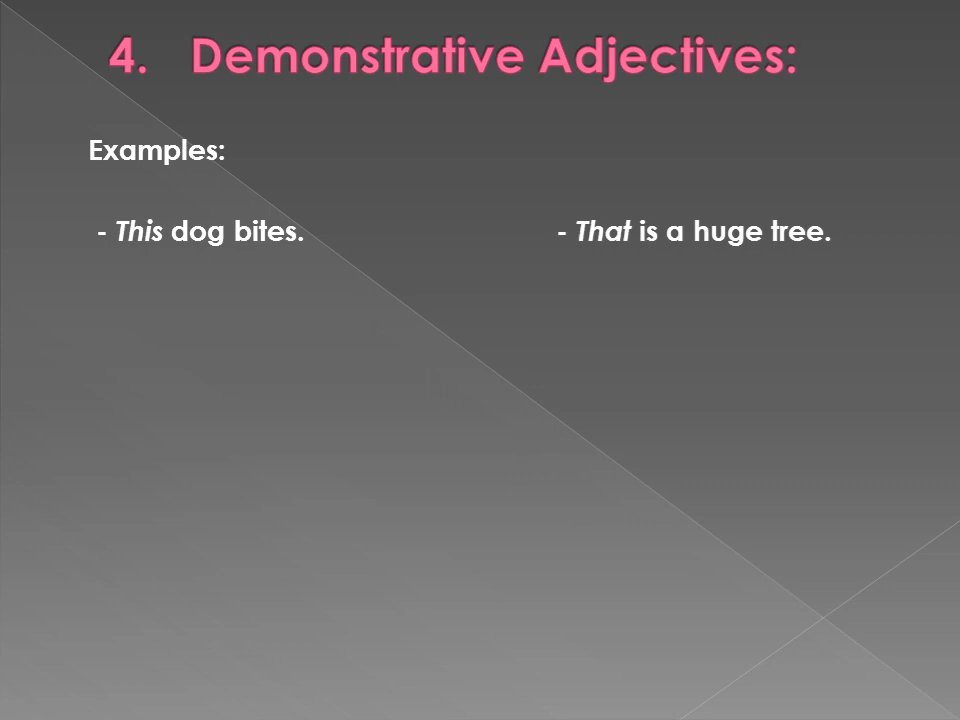 4. Demonstrative Adjectives:
Examples:
- This dog bites. - That is a huge tree.